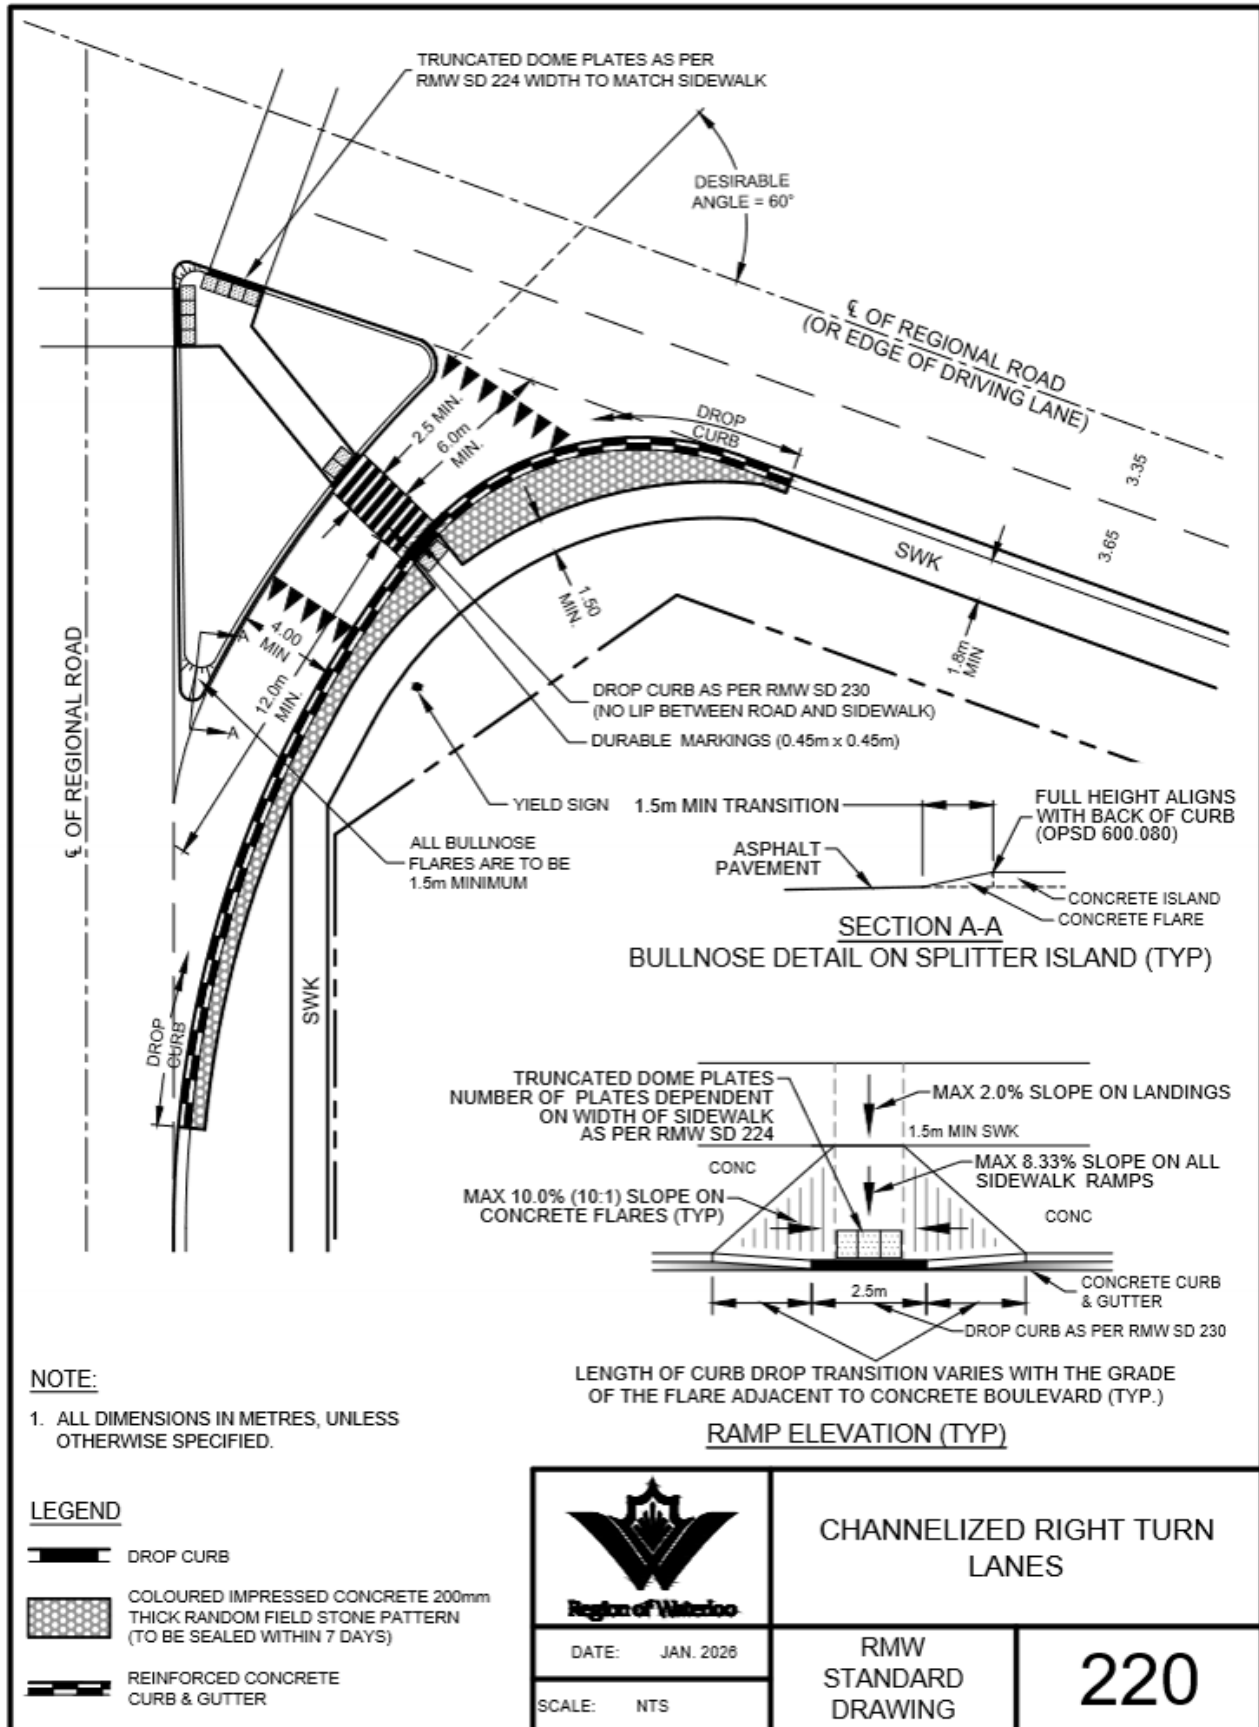 TRUNCATED DOME PLATES AS PER
RMW SD 224 WIDTH TO MATCH SIDEWALK
DESIRABLE
ANGLE = 60°
℄ OF REGIONAL ROAD
(OR EDGE OF DRIVING LANE)
2.5 MIN.
6.0m
MIN.
DROP
CURB
3.35
3.65
SWK
1.50
MIN.
1.8m
MIN
A
4.00
MIN
12.0m
MIN.
A
℄ OF REGIONAL ROAD
DROP CURB AS PER RMW SD 230
(NO LIP BETWEEN ROAD AND SIDEWALK)
DURABLE MARKINGS (0.45m x 0.45m)
YIELD SIGN
ALL BULLNOSE
FLARES ARE TO BE
1.5m MINIMUM
1.5m MIN TRANSITION
FULL HEIGHT ALIGNS
WITH BACK OF CURB
(OPSD 600.080)
ASPHALT
PAVEMENT
CONCRETE ISLAND
CONCRETE FLARE
SECTION A-A
BULLNOSE DETAIL ON SPLITTER ISLAND (TYP)
SWK
DROP
CURB
TRUNCATED DOME PLATES
NUMBER OF PLATES DEPENDENT
ON WIDTH OF SIDEWALK
AS PER RMW SD 224
MAX 2.0% SLOPE ON LANDINGS
1.5m MIN SWK
CONC
MAX 8.33% SLOPE ON ALL
SIDEWALK RAMPS
MAX 10.0% (10:1) SLOPE ON
CONCRETE FLARES (TYP)
CONC
2.5m
CONCRETE CURB
& GUTTER
DROP CURB AS PER RMW SD 230
LENGTH OF CURB DROP TRANSITION VARIES WITH THE GRADE
OF THE FLARE ADJACENT TO CONCRETE BOULEVARD (TYP.)
RAMP ELEVATION (TYP)
NOTE:
1. ALL DIMENSIONS IN METRES, UNLESS
OTHERWISE SPECIFIED.
LEGEND
DROP CURB
COLOURED IMPRESSED CONCRETE 200mm
THICK RANDOM FIELD STONE PATTERN
(TO BE SEALED WITHIN 7 DAYS)
REINFORCED CONCRETE
CURB & GUTTER
Region of Waterloo
CHANNELIZED RIGHT TURN
LANES
DATE: JAN. 2026
SCALE: NTS
RMW
STANDARD
DRAWING
220